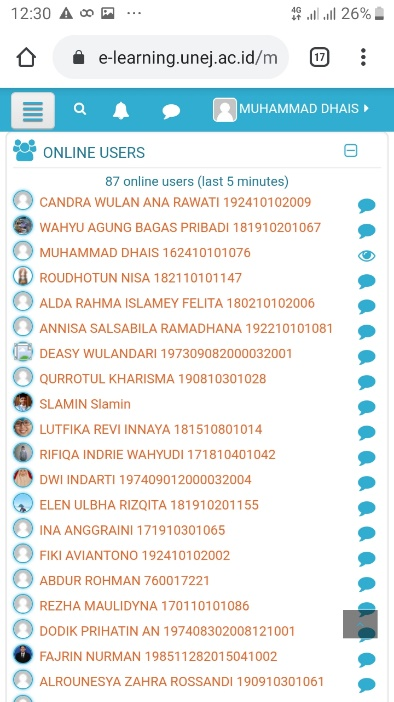 12:30
4G
26%
e-learning.unej.ac.id/m
17
MUHAMMAD DHAIS
ONLINE USERS
87 online users (last 5 minutes)
CANDRA WULAN ANA RAWATI 192410102009
WAHYU AGUNG BAGAS PRIBADI 181910201067
MUHAMMAD DHAIS 162410101076
ROUDHOTUN NISA 182110101147
ALDA RAHMA ISLAMEY FELITA 180210102006
ANNISA SALSABILA RAMADHANA 192210101081
DEASY WULANDARI 197309082000032001
QURROTUL KHARISMA 190810301028
SLAMIN Slamin
LUTFIKA REVI INNAYA 181510801014
RIFIQA INDRIE WAHYUDI 171810401042
DWI INDARTI 197409012000032004
ELEN ULBHA RIZQITA 181910201155
INA ANGGRAINI 171910301065
FIKI AVIANTONO 192410102002
ABDUR ROHMAN 760017221
REZHA MAULIDYNA 170110101086
DODIK PRIHATIN AN 197408302008121001
FAJRIN NURMAN 198511282015041002
ALROUNESYA ZAHRA ROSSANDI 190910301061